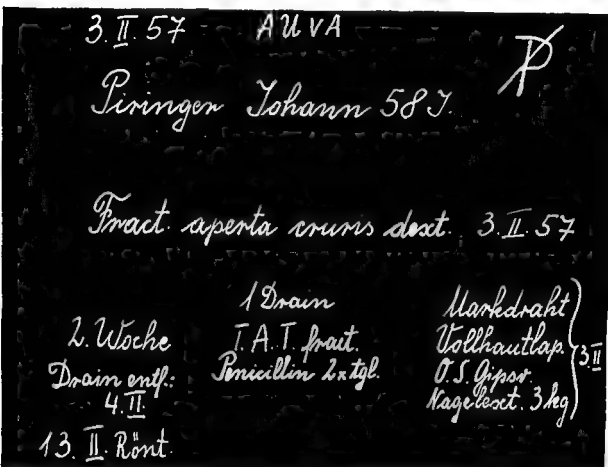 3. II. 57 AUVA
P
Piringer Johann 58 J.
Fract. aperta cruris dext. 3. II. 57
2. Woche
Drain entf.:
4. II.
13. II. Rönt.
1 Drain
T. A. T. fract.
Penicillin 2x tgl.
Markdraht
Vollhautlap.
O. S. Gipsv.
Nagelext. 3 kg
3. II